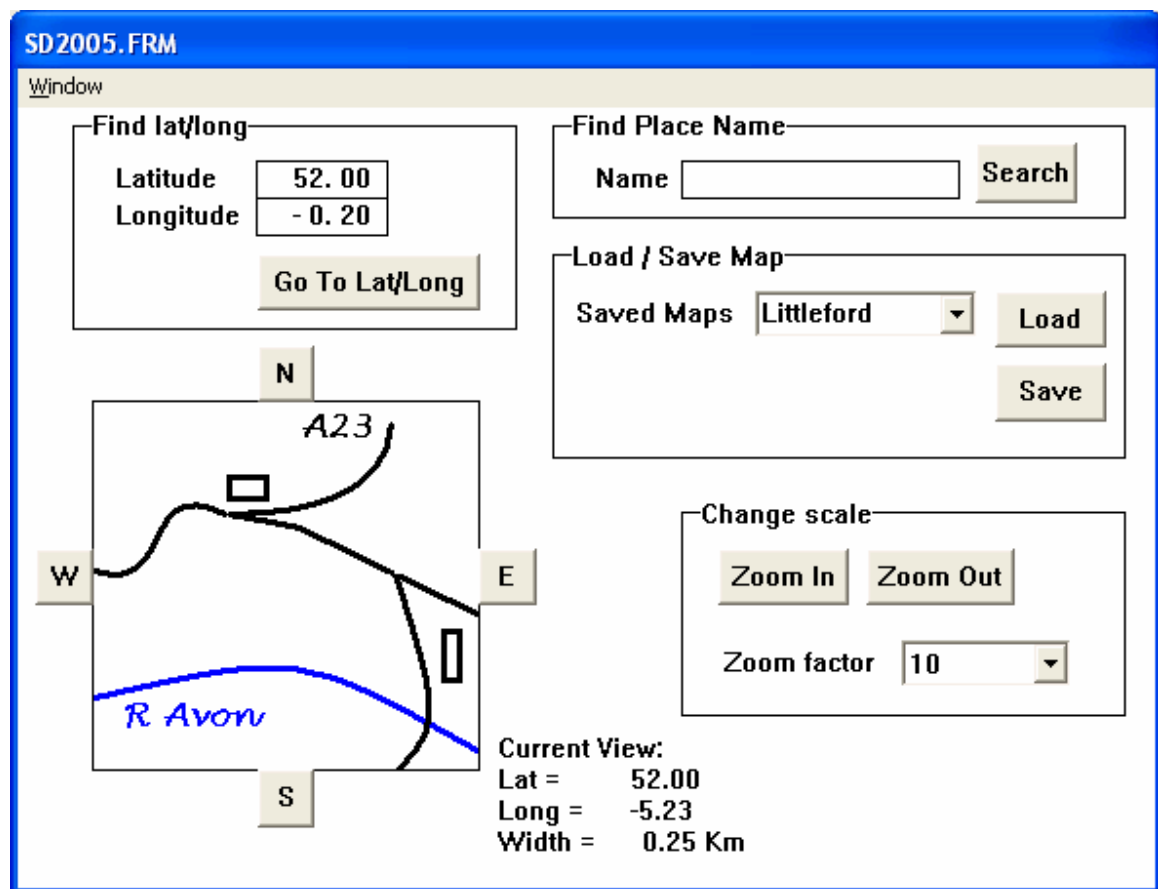 SD2005.FRM
Window
Find lat/long
Latitude 52. 00
Longitude - 0. 20
Go To Lat/Long
Find Place Name
Name Search
Load / Save Map
Saved Maps Littleford Load
Save
N
A23
W
E
R Avon
S
Change scale
Zoom In Zoom Out
Zoom factor 10
Current View:
Lat = 52.00
Long = -5.23
Width = 0.25 Km